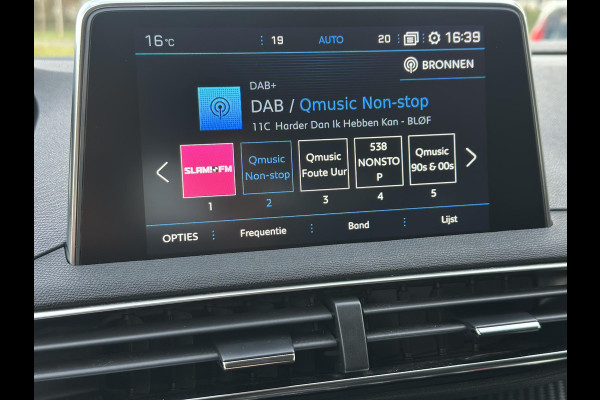 16°C 19 AUTO 20 16:39
BRONNEN
DAB+
DAB / Qmusic Non-stop
11C Harder Dan Ik Hebben Kan - BLØF
SLAM!FM
Qmusic
Non-stop
Qmusic
Foute Uur
538
NONSTO
P
Qmusic
90s & 00s
1 2 3 4 5
OPTIES Frequentie Band Lijst